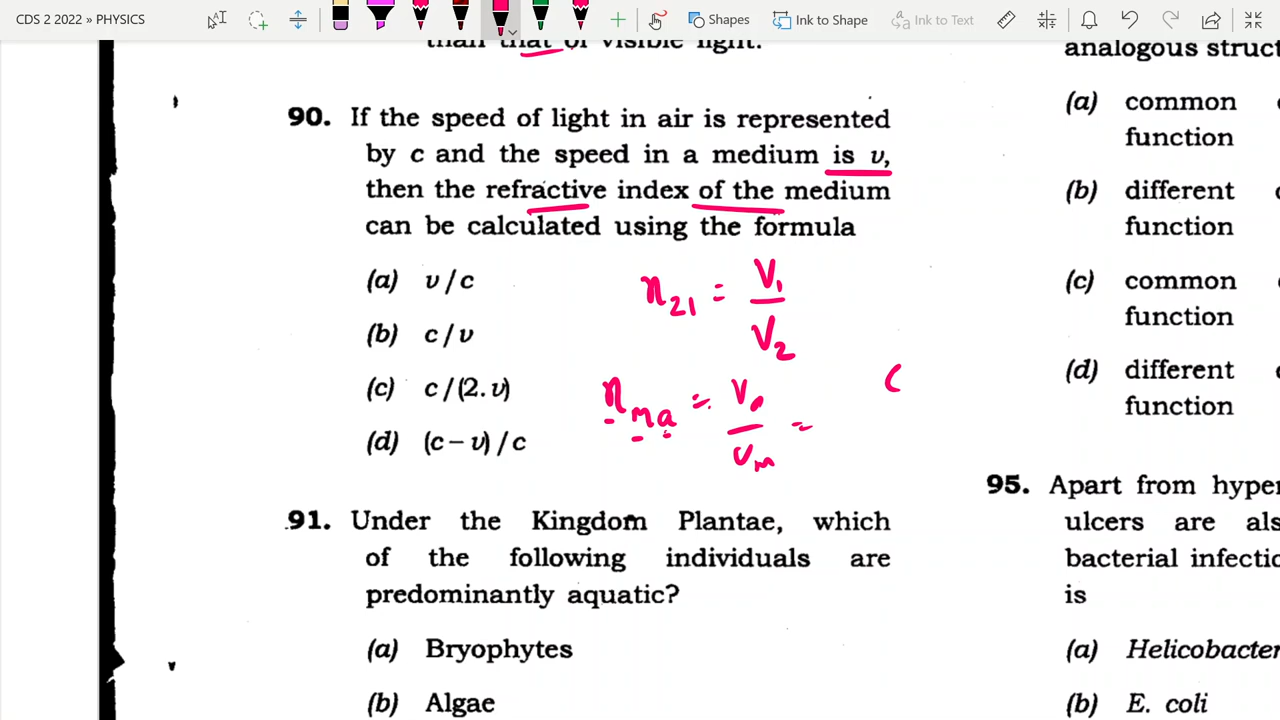 CDS 2 2022 » PHYSICS
Shapes
Ink to Shape
Ink to Text
than that of visible light.
90. If the speed of light in air is represented
by c and the speed in a medium is υ,
then the refractive index of the medium
can be calculated using the formula
(a) υ/c
(b) c/υ
(c) c/(2.υ)
(d) (c−υ)/c
n21 = V1/V2
nma = Va/Vm =
C
91. Under the Kingdom Plantae, which
of the following individuals are
predominantly aquatic?
(a) Bryophytes
(b) Algae
analogous struct
(a) common
function
(b) different
function
(c) common
function
(d) different
function
95. Apart from hyper
ulcers are als
bacterial infectio
is
(a) Helicobacter
(b) E. coli